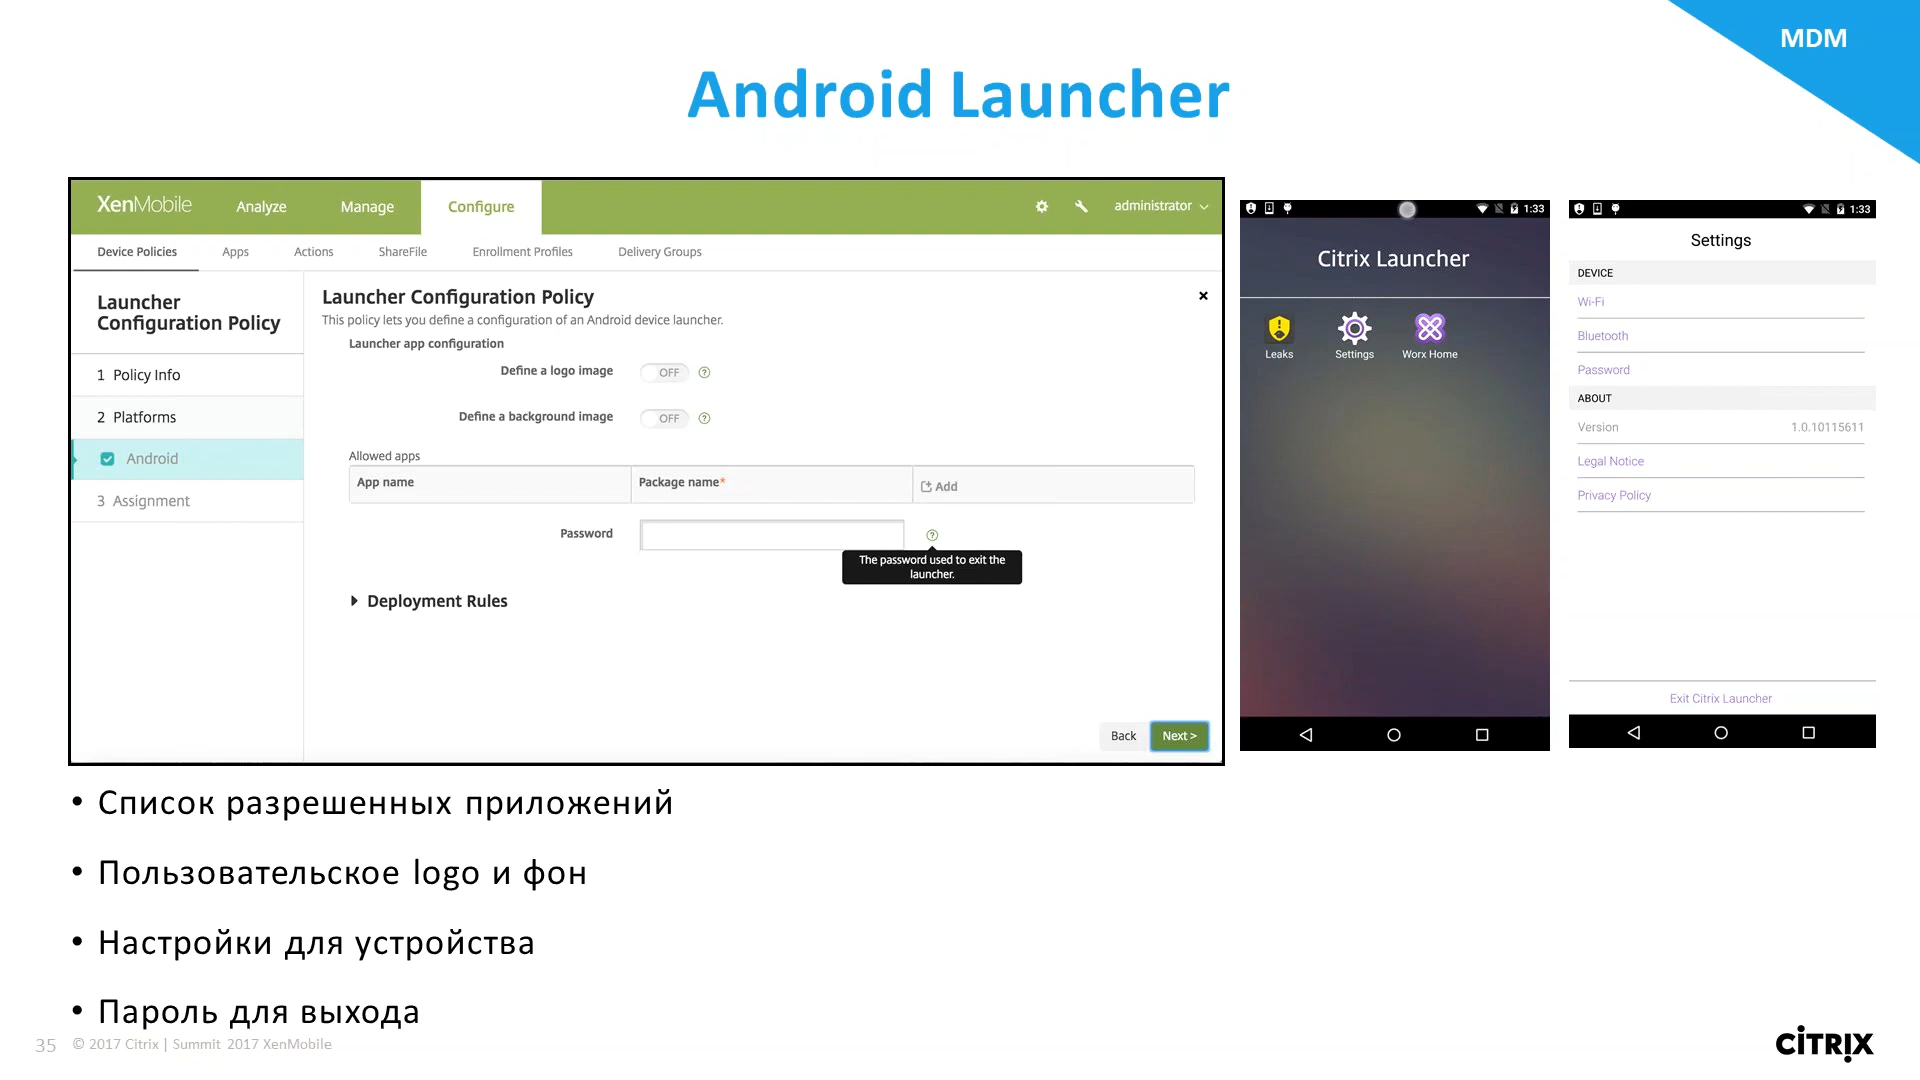 MDM
Android Launcher
XenMobile
Analyze
Manage
Configure
administrator
Device Policies
Apps
Actions
ShareFile
Enrollment Profiles
Delivery Groups
Launcher
Configuration Policy
1 Policy Info
2 Platforms
Android
3 Assignment
Launcher Configuration Policy
This policy lets you define a configuration of an Android device launcher.
Launcher app configuration
Define a logo image
OFF
Define a background image
OFF
Allowed apps
App name
Package name*
Add
Password
The password used to exit the
launcher.
Deployment Rules
Back
Next >
1:33
Citrix Launcher
Leaks
Settings
Worx Home
1:33
Settings
DEVICE
Wi-Fi
Bluetooth
Password
ABOUT
Version 1.0.10115611
Legal Notice
Privacy Policy
Exit Citrix Launcher
• Список разрешенных приложений
• Пользовательское logo и фон
• Настройки для устройства
• Пароль для выхода
35 © 2017 Citrix | Summit 2017 XenMobile
CITRIX